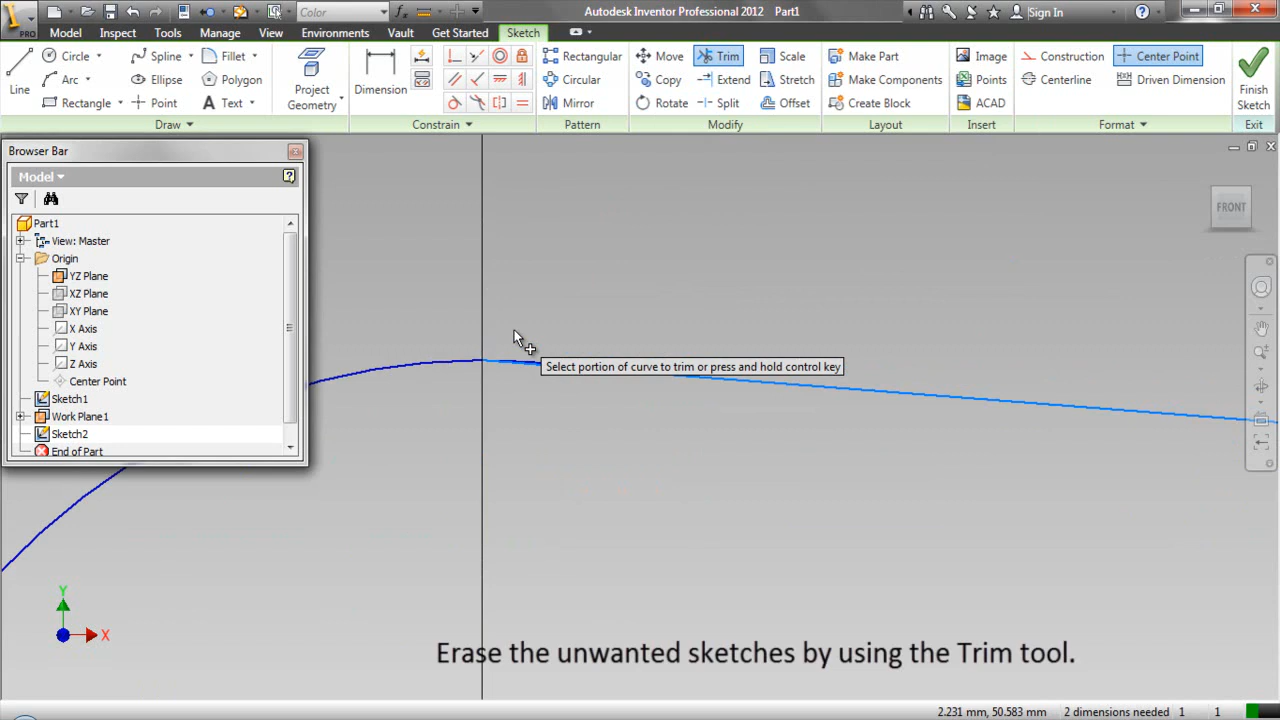 Color
Autodesk Inventor Professional 2012 Part1
Sign In
PRO
Model Inspect Tools Manage View Environments Vault Get Started Sketch
Line
Circle
Arc
Rectangle
Spline
Ellipse
Point
Fillet
Polygon
Text
Draw
Project
Geometry
Dimension
Constrain
Rectangular
Circular
Mirror
Pattern
Move
Copy
Rotate
Trim
Extend
Split
Scale
Stretch
Offset
Modify
Make Part
Make Components
Create Block
Layout
Image
Points
ACAD
Insert
Construction
Centerline
Center Point
Driven Dimension
Format
Finish
Sketch
Exit
Browser Bar
Model
Part1
View: Master
Origin
YZ Plane
XZ Plane
XY Plane
X Axis
Y Axis
Z Axis
Center Point
Sketch1
Work Plane1
Sketch2
End of Part
FRONT
Select portion of curve to trim or press and hold control key
Y
X
Erase the unwanted sketches by using the Trim tool.
2.231 mm, 50.583 mm 2 dimensions needed 1 1